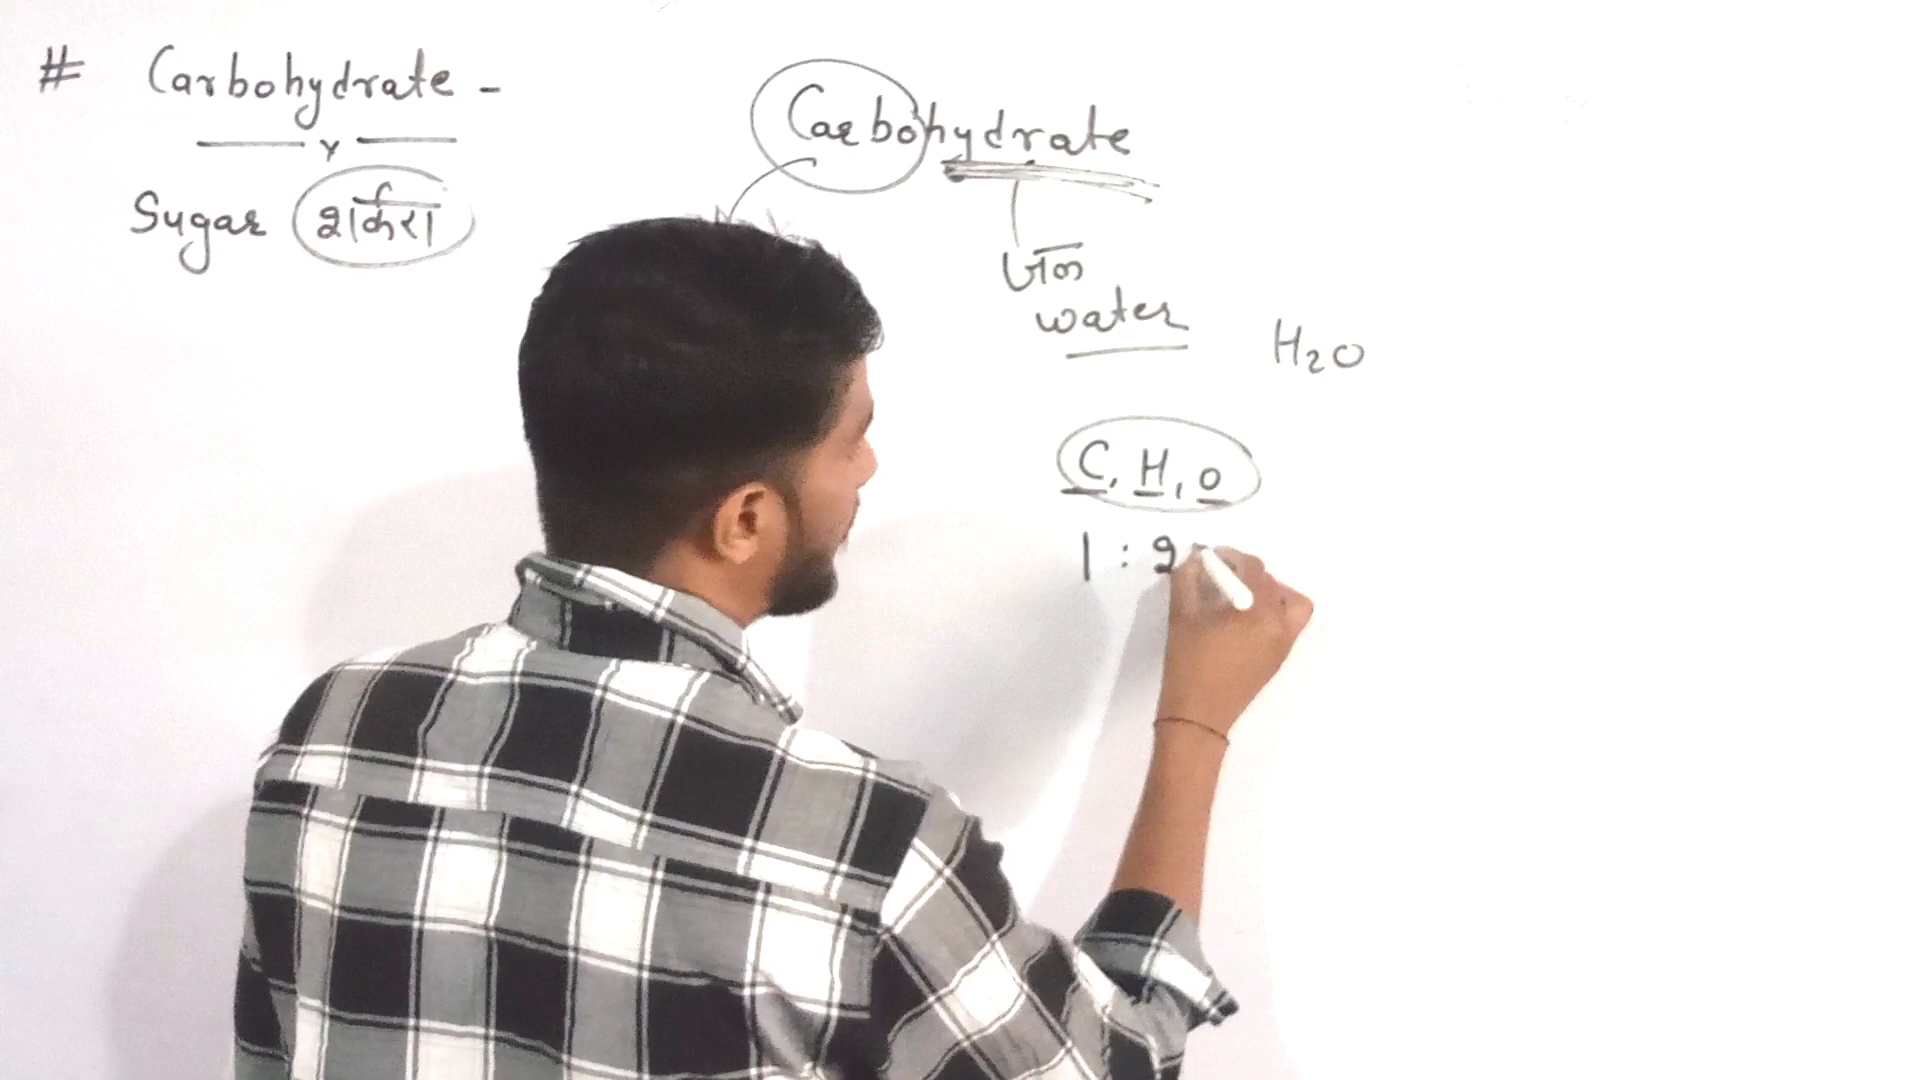 # Carbohydrate -
Sugar शर्करा
Carbohydrate
जल
water
H₂O
C, H, O
1 : 2